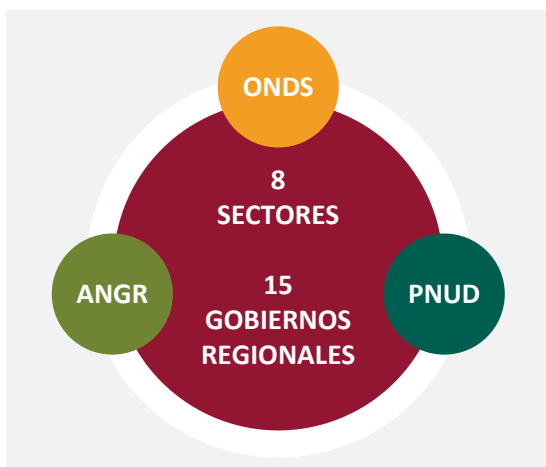 ONDS
8
SECTORES
ANGR
PNUD
15
GOBIERNOS
REGIONALES